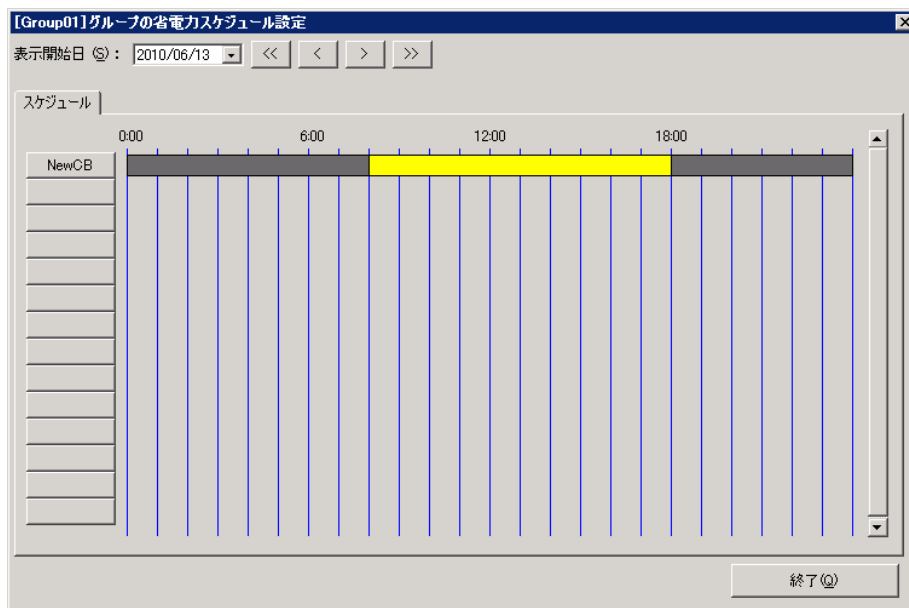 [Group01]グループの省電力スケジュール設定
表示開始日 (S)： 2010/06/13 << < > >>
スケジュール
0:00 6:00 12:00 18:00
NewCB
終了(Q)